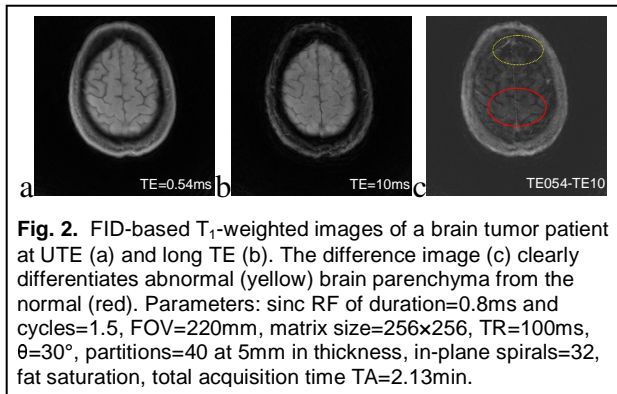 a TE=0.54ms b TE=10ms c TE054-TE10
Fig. 2. FID-based T₁-weighted images of a brain tumor patient
at UTE (a) and long TE (b). The difference image (c) clearly
differentiates abnormal (yellow) brain parenchyma from the
normal (red). Parameters: sinc RF of duration=0.8ms and
cycles=1.5, FOV=220mm, matrix size=256×256, TR=100ms,
θ=30°, partitions=40 at 5mm in thickness, in-plane spirals=32,
fat saturation, total acquisition time TA=2.13min.